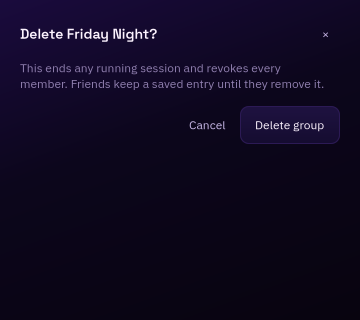 Delete Friday Night?
×
This ends any running session and revokes every
member. Friends keep a saved entry until they remove it.
Cancel
Delete group